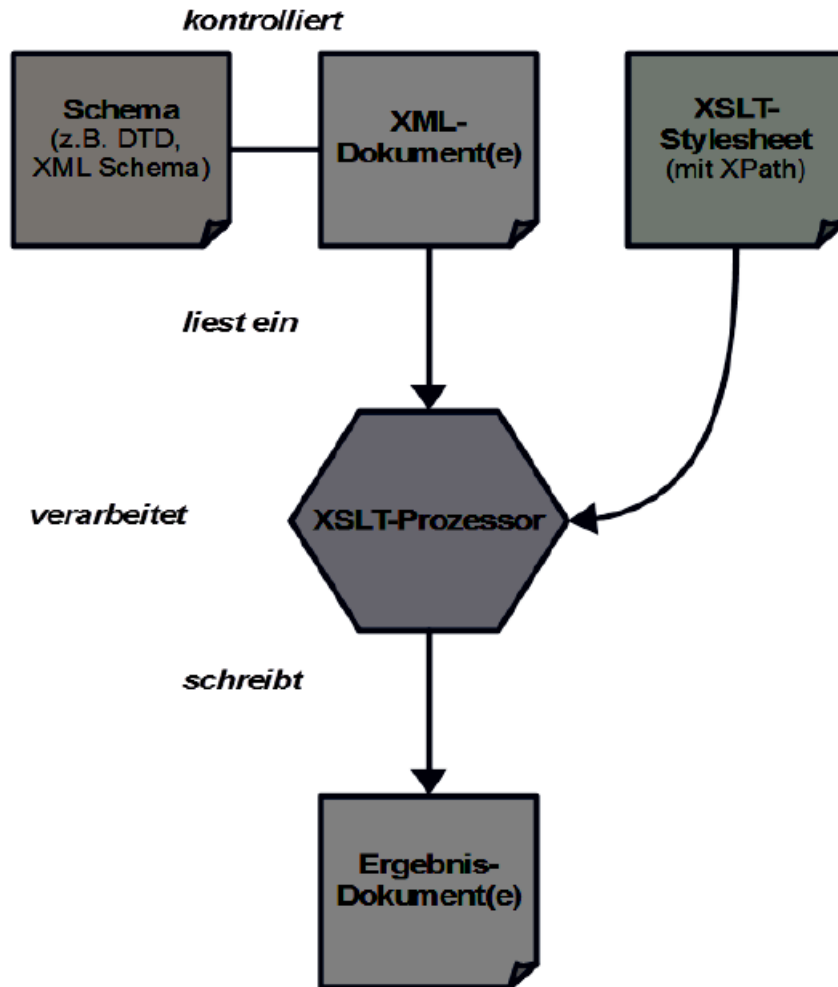 kontrolliert
Schema
(z.B. DTD,
XML Schema)
XML-
Dokument(e)
XSLT-
Stylesheet
(mit XPath)
liest ein
verarbeitet
XSLT-Prozessor
schreibt
Ergebnis-
Dokument(e)